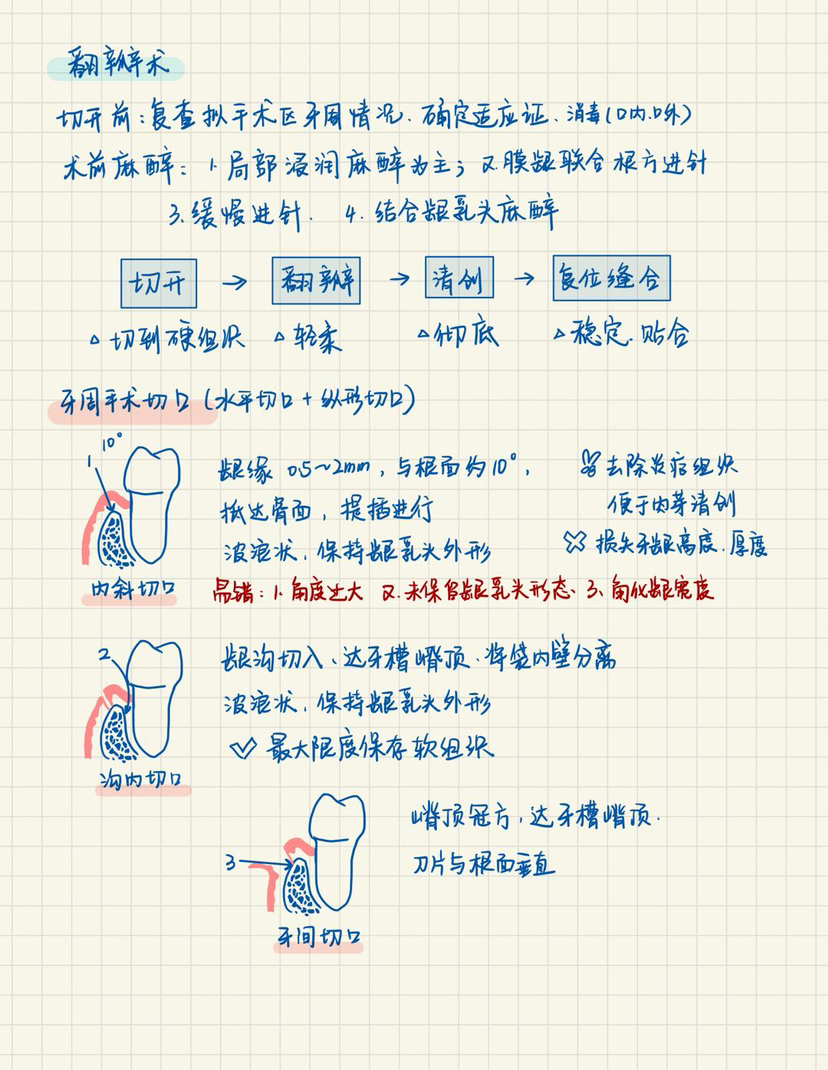 翻瓣术
切开前：复查拟手术区牙周情况、确定适应证、消毒(口内、口外)
术前麻醉：1. 局部浸润麻醉为主；2. 膜龈联合根方进针
3. 缓慢进针． 4. 结合龈乳头麻醉
切开 → 翻瓣 → 清创 → 复位缝合
△切到硬组织 △轻柔 △彻底 △稳定、贴合
牙周手术切口（水平切口+纵形切口）
1 10°
龈缘 0.5~2mm，与根面约10°，
抵达骨面，提插进行
波浪状，保持龈乳头外形
去除炎症组织
便于肉芽清创
损失牙龈高度、厚度
内斜切口
易错：1. 角度过大 2. 未保留龈乳头形态、3. 角化龈宽度
2
龈沟切入、达牙槽嵴顶、将袋内壁分离
波浪状，保持龈乳头外形
最大限度保存软组织
沟内切口
3
嵴顶冠方，达牙槽嵴顶．
刀片与根面垂直
牙间切口